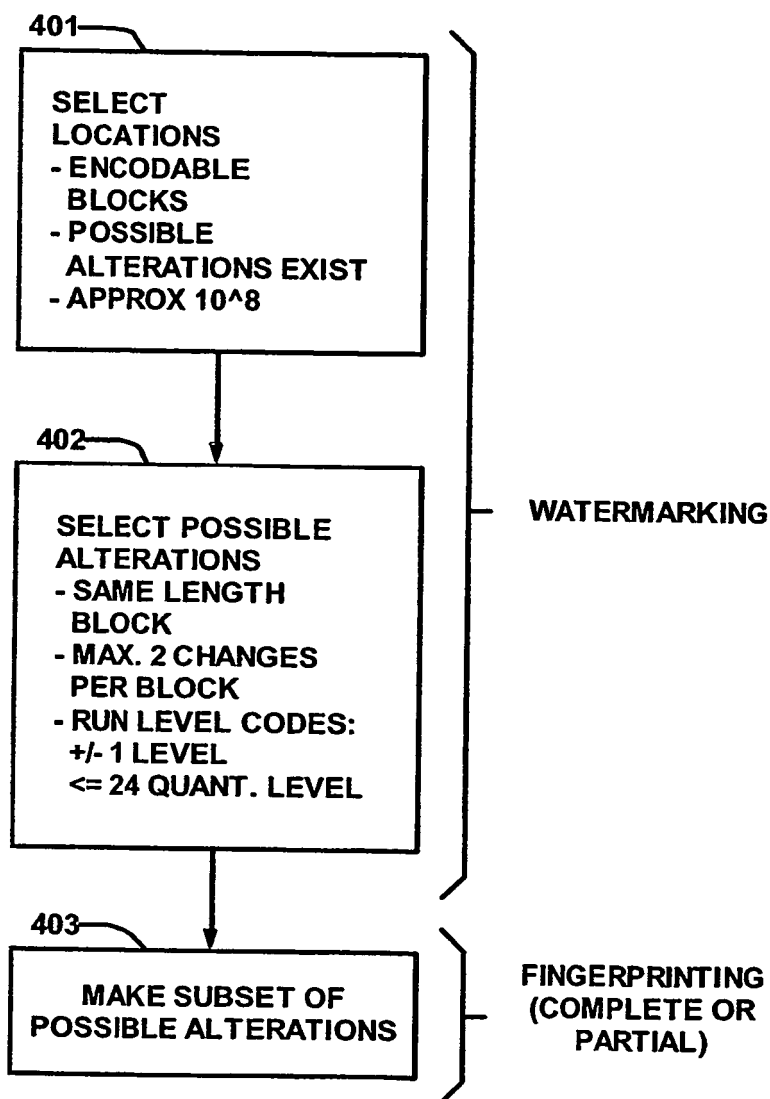 401
SELECT
LOCATIONS
- ENCODABLE
BLOCKS
- POSSIBLE
ALTERATIONS EXIST
- APPROX 10^8
402
SELECT POSSIBLE
ALTERATIONS
- SAME LENGTH
BLOCK
- MAX. 2 CHANGES
PER BLOCK
- RUN LEVEL CODES:
+/- 1 LEVEL
<= 24 QUANT. LEVEL
WATERMARKING
403
MAKE SUBSET OF
POSSIBLE ALTERATIONS
FINGERPRINTING
(COMPLETE OR
PARTIAL)